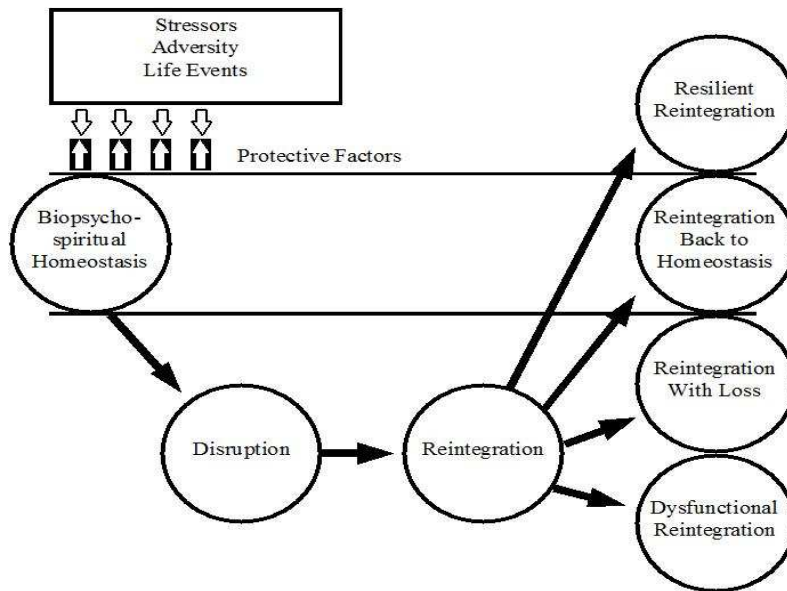 Stressors
Adversity
Life Events
Protective Factors
Biopsycho-
spiritual
Homeostasis
Disruption
Reintegration
Resilient
Reintegration
Reintegration
Back to
Homeostasis
Reintegration
With Loss
Dysfunctional
Reintegration